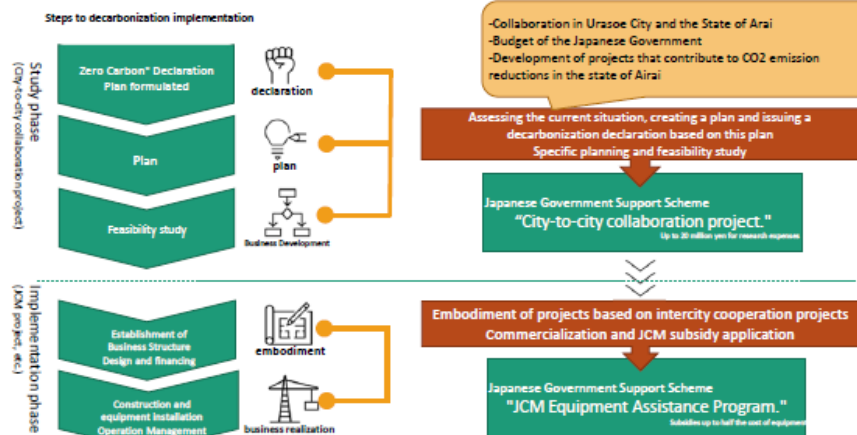 Steps to decarbonization implementation
Study phase
(City-to-city collaboration project)
Zero Carbon* Declaration
Plan formulated
declaration
Plan
plan
Feasibility study
Business Development
-Collaboration in Urasoe City and the State of Arai
-Budget of the Japanese Government
-Development of projects that contribute to CO2 emission
reductions in the state of Airai
Assessing the current situation, creating a plan and issuing a
decarbonization declaration based on this plan
Specific planning and feasibility study
Japanese Government Support Scheme
"City-to-city collaboration project."
Up to 20 million yen for research expenses
Implementation phase
(JCM project, etc.)
Establishment of
Business Structure
Design and financing
embodiment
Construction and
equipment installation
Operation Management
business realization
Embodiment of projects based on intercity cooperation projects
Commercialization and JCM subsidy application
Japanese Government Support Scheme
"JCM Equipment Assistance Program."
Subsidies up to half the cost of equipment